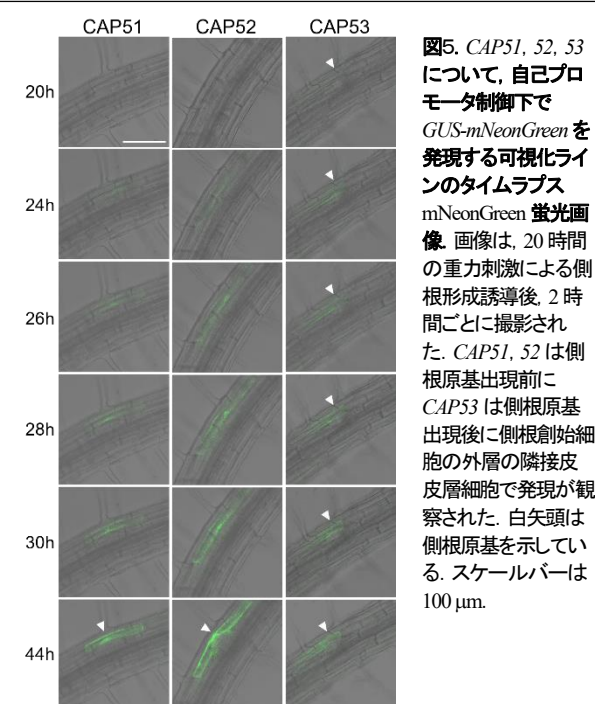 CAP51 CAP52 CAP53
20h
24h
26h
28h
30h
44h
図5. CAP51, 52, 53
について, 自己プロ
モータ制御下で
GUS-mNeonGreen を
発現する可視化ライ
ンのタイムラプス
mNeonGreen 蛍光画
像. 画像は, 20 時間
の重力刺激による側
根形成誘導後, 2 時
間ごとに撮影され
た. CAP51, 52 は側
根原基出現前に
CAP53 は側根原基
出現後に側根創始細
胞の外層の隣接皮
皮層細胞で発現が観
察された. 白矢頭は
側根原基を示してい
る. スケールバーは
100 μm.